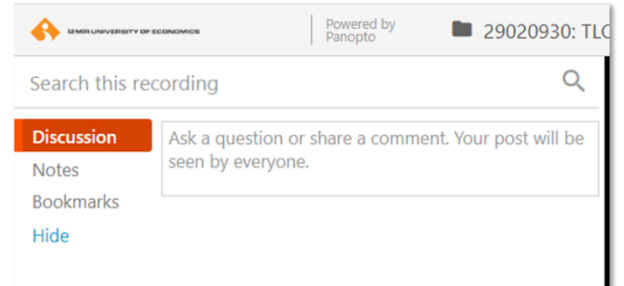 IZMIR UNIVERSITY OF ECONOMICS
Powered by
Panopto
29020930: TLC
Search this recording
Discussion
Ask a question or share a comment. Your post will be
seen by everyone.
Notes
Bookmarks
Hide